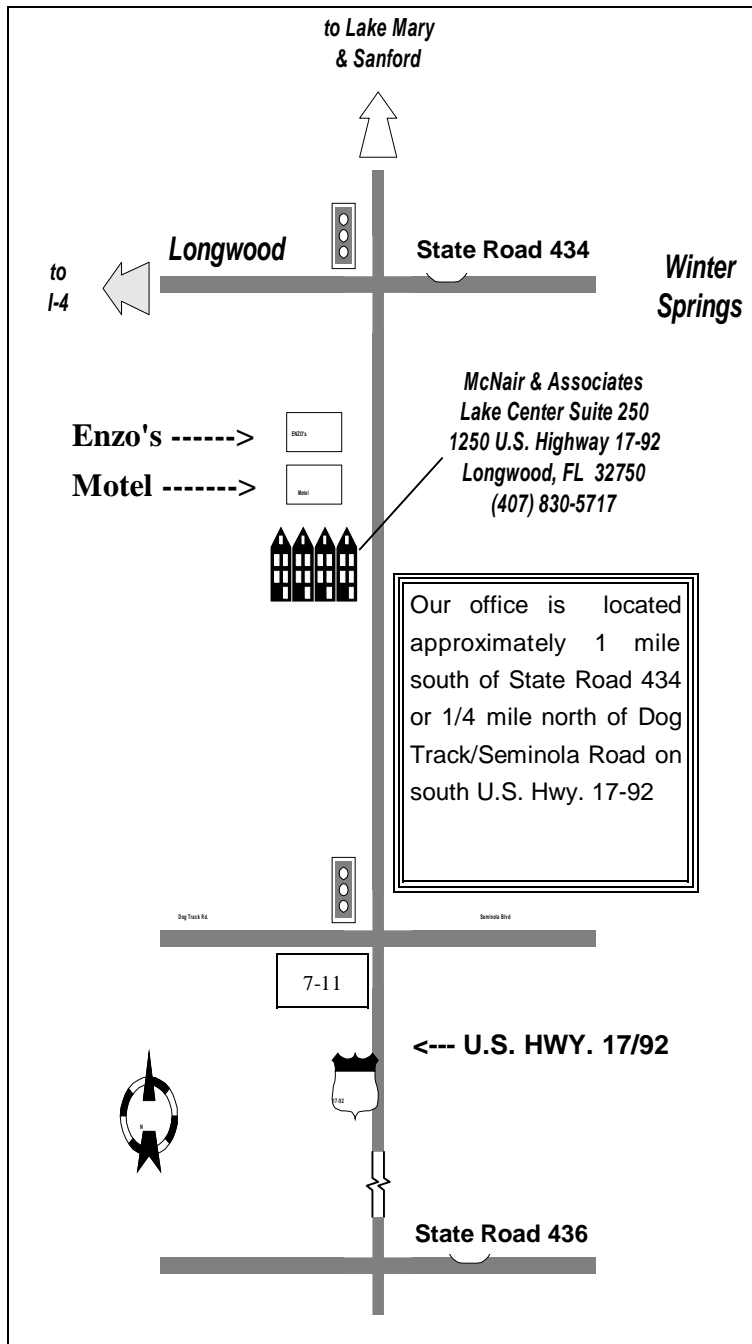 to Lake Mary
& Sanford
Longwood
State Road 434
to
I-4
Winter
Springs
McNair & Associates
Lake Center Suite 250
1250 U.S. Highway 17-92
Longwood, FL 32750
(407) 830-5717
Enzo's ------>
ENZO's
Motel ------->
Motel
Our office is located
approximately 1 mile
south of State Road 434
or 1/4 mile north of Dog
Track/Seminola Road on
south U.S. Hwy. 17-92
Dog Track Rd.
Seminola Blvd
7-11
<--- U.S. HWY. 17/92
17-92
N
State Road 436